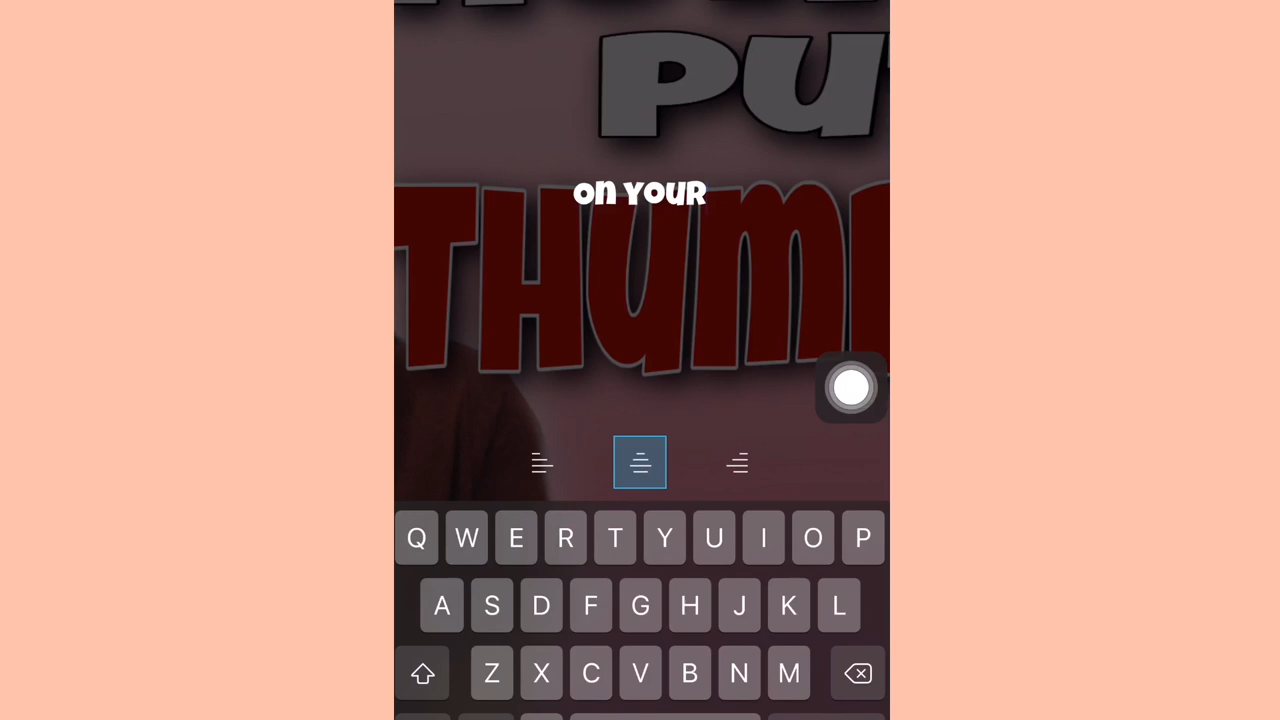 PU
on your
THUM
Q W E R T Y U I O P
A S D F G H J K L
Z X C V B N M